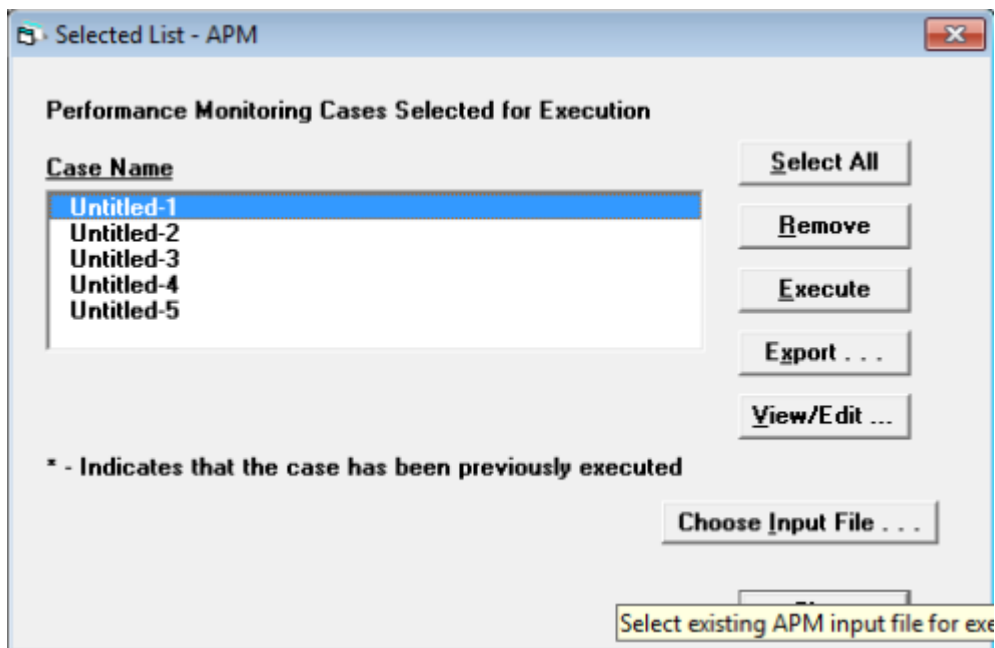 Selected List - APM
Performance Monitoring Cases Selected for Execution
Case Name
Select All
Untitled-1
Untitled-2
Untitled-3
Untitled-4
Untitled-5
Remove
Execute
Export . . .
View/Edit ...
* - Indicates that the case has been previously executed
Choose Input File . . .
Select existing APM input file for exe